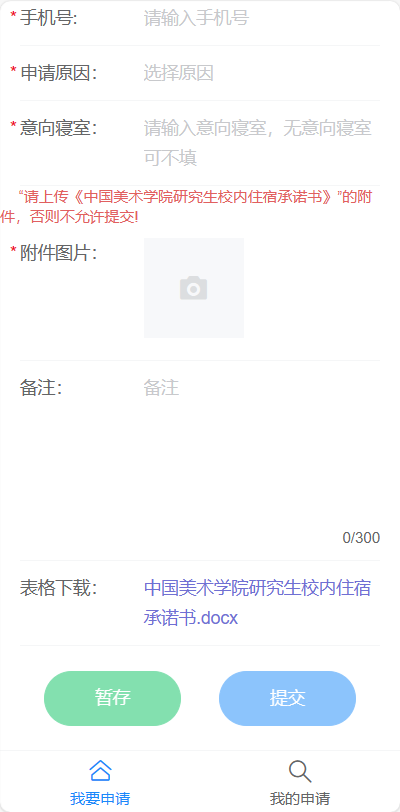 *手机号: 请输入手机号
*申请原因: 选择原因
*意向寝室: 请输入意向寝室，无意向寝室
可不填
“请上传《中国美术学院研究生校内住宿承诺书》”的附
件，否则不允许提交!
*附件图片:
备注: 备注
0/300
表格下载: 中国美术学院研究生校内住宿
承诺书.docx
暂存 提交
我要申请 我的申请